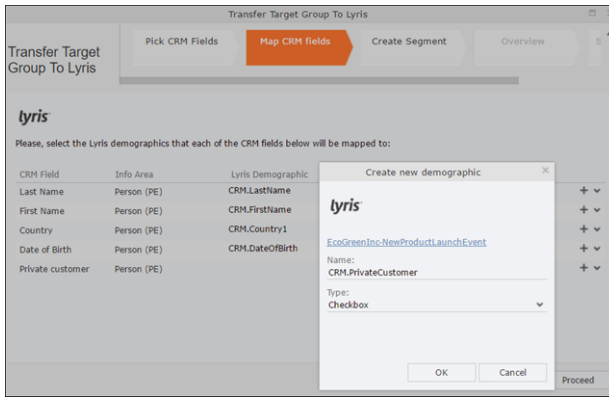 Transfer Target Group To Lyris
Transfer Target
Group To Lyris
Pick CRM Fields
Map CRM fields
Create Segment
Overview
S
lyris
Please, select the Lyris demographics that each of the CRM fields below will be mapped to:
CRM Field Info Area Lyris Demographic
Last Name Person (PE) CRM.LastName
First Name Person (PE) CRM.FirstName
Country Person (PE) CRM.Country1
Date of Birth Person (PE) CRM.DateOfBirth
Private customer Person (PE)
Create new demographic
lyris
EcoGreenInc-NewProductLaunchEvent
Name:
CRM.PrivateCustomer
Type:
Checkbox
OK Cancel
Proceed